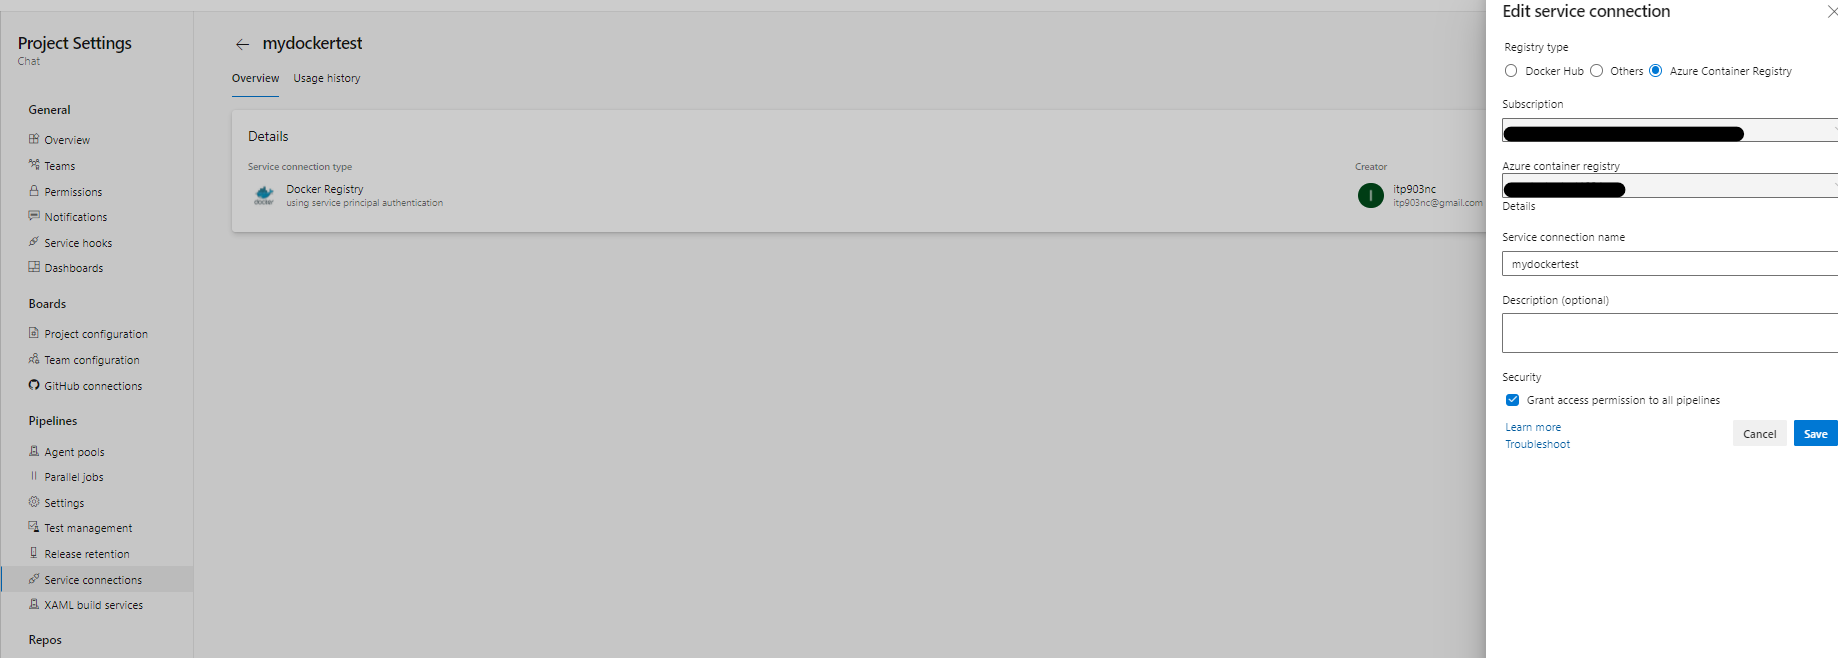 Project Settings
Chat
General
Overview
Teams
Permissions
Notifications
Service hooks
Dashboards
Boards
Project configuration
Team configuration
GitHub connections
Pipelines
Agent pools
Parallel jobs
Settings
Test management
Release retention
Service connections
XAML build services
Repos
mydockertest
Overview Usage history
Details
Service connection type
Docker Registry
using service principal authentication
docker
Creator
I
itp903nc
itp903nc@gmail.com
Edit service connection
Registry type
Docker Hub Others Azure Container Registry
Subscription
Azure container registry
Details
Service connection name
mydockertest
Description (optional)
Security
Grant access permission to all pipelines
Learn more
Troubleshoot
Cancel Save